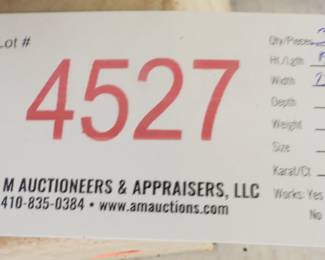 Lot #
4527
M AUCTIONEERS & APPRAISERS, LLC
410-835-0384 • www.amauctions.com
Qty/Pieces
Ht./Lgth
Width
Depth
Weight
Size
Karat/Ct
Works: Yes
No